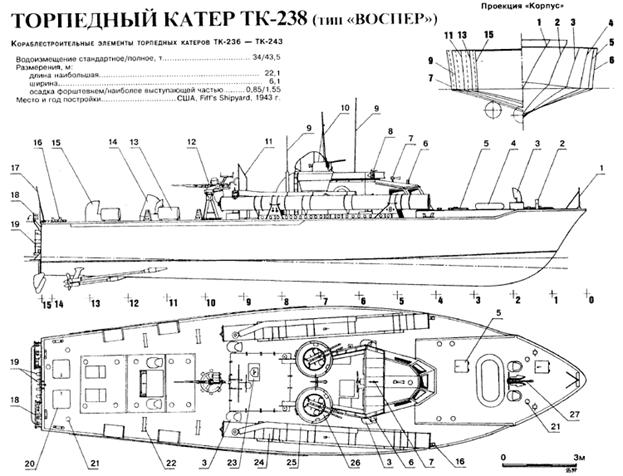 ТОРПЕДНЫЙ КАТЕР ТК-238 (тип «ВОСПЕР»)
Кораблестроительные элементы торпедных катеров ТК-236 — ТК-243
Водоизмещение стандартное/полное, т 34/43,5
Размерения, м:
длина наибольшая 22,1
ширина 6,1
осадка форштевнем/наиболее выступающей частью 0,85/1,55
Место и год постройки США, Fiff's Shipyard, 1943 г.
Проекция «Корпус»
1 2 3 4
11 13 15 5
9 6
7
16 15 14 13 12 11 9 10 9 8 7 6 5 4 3 2 1
17
18
19
15 14 13 12 11 10 9 8 7 6 5 4 3 2 1 0
5
19
18
20 21 22 3 23 24 25 26 3 6 7 16 21 27
0 3м